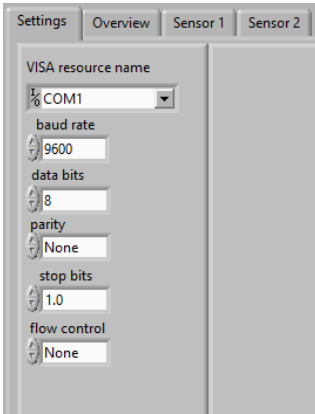 Settings Overview Sensor 1 Sensor 2
VISA resource name
I/O COM1
baud rate
9600
data bits
8
parity
None
stop bits
1.0
flow control
None